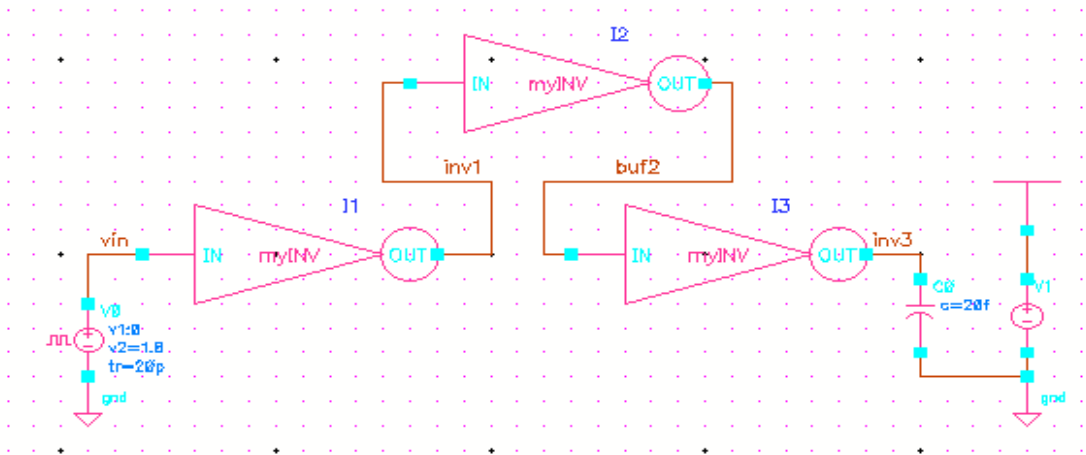 I2
IN
myINV
OUT
inv1
buf2
I1
I3
vin
IN
myINV
OUT
IN
myINV
OUT
inv3
V0
v1:0
v2=1.8
tr=20p
gnd
C0
c=20f
V1
gnd